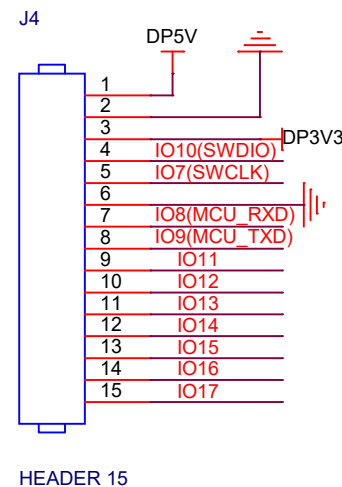 J4
DP5V
1
2
3 DP3V3
4 IO10(SWDIO)
5 IO7(SWCLK)
6
7 IO8(MCU_RXD)
8 IO9(MCU_TXD)
9 IO11
10 IO12
11 IO13
12 IO14
13 IO15
14 IO16
15 IO17
HEADER 15